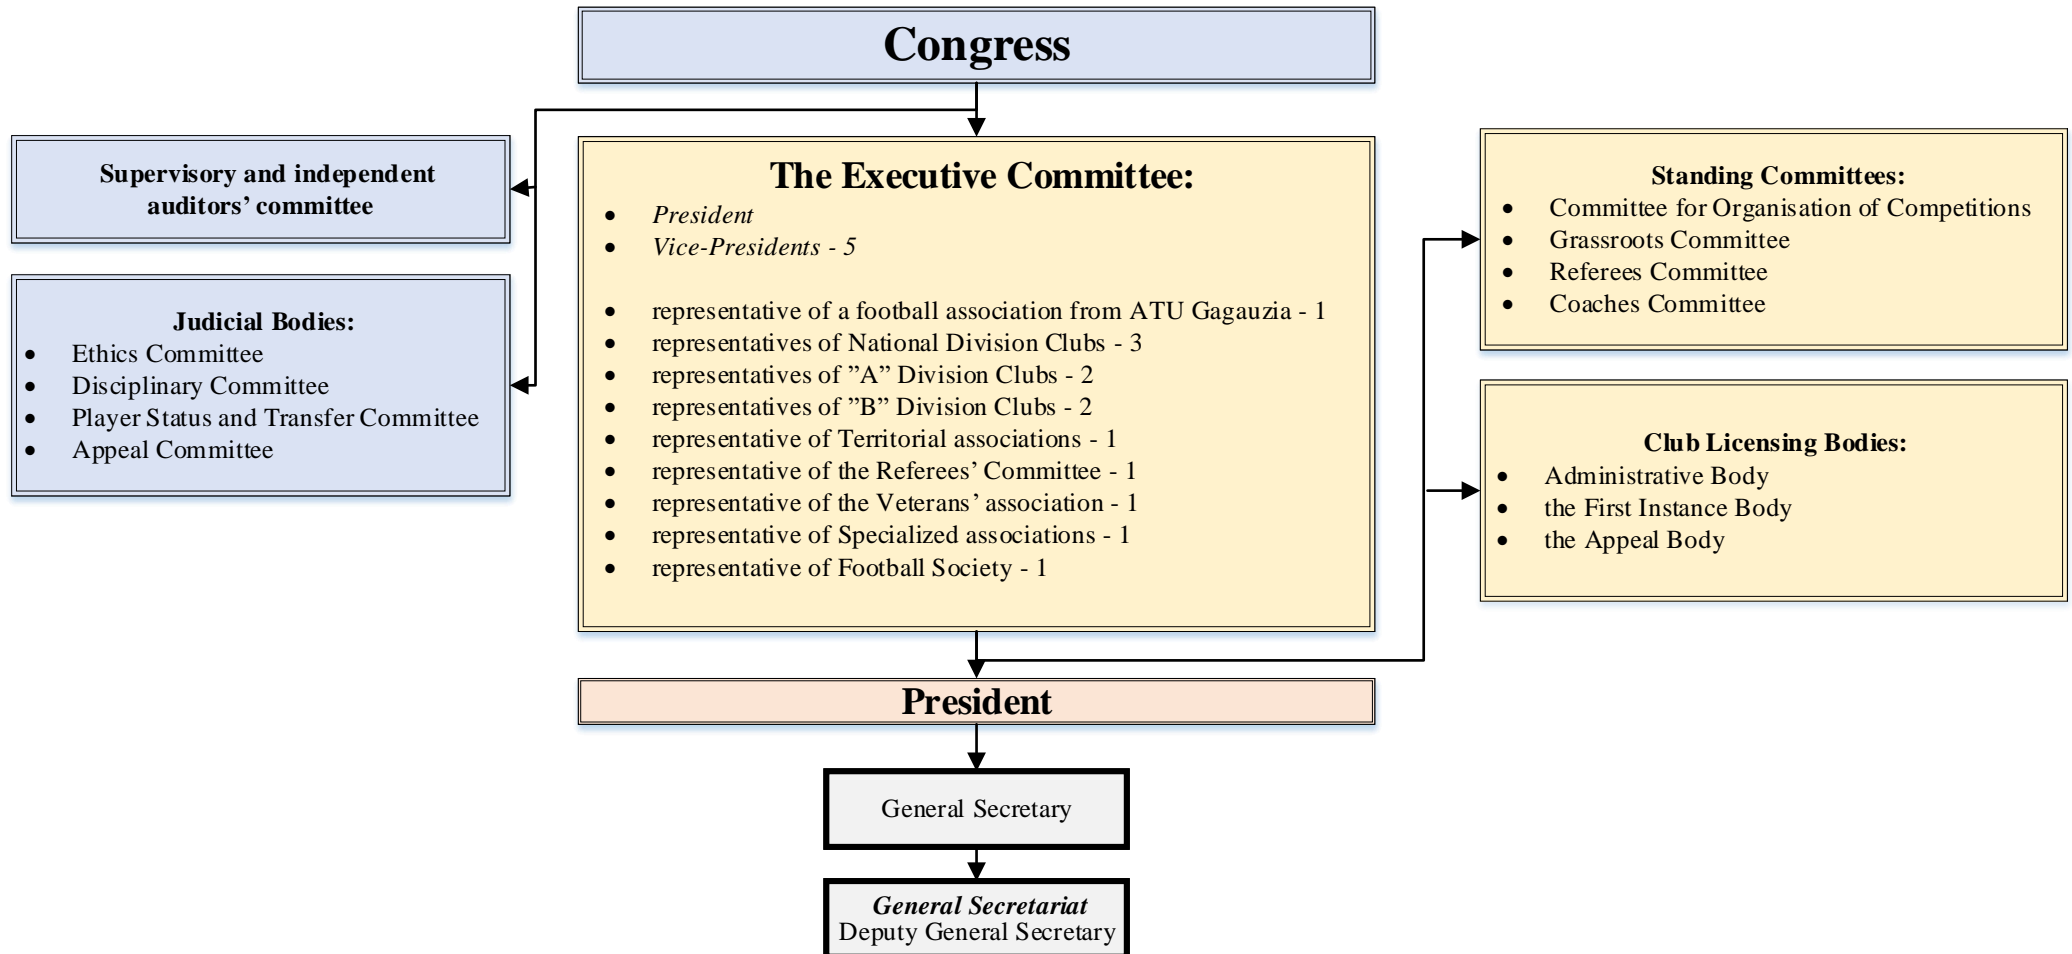 Congress
Supervisory and independent
auditors’ committee
Judicial Bodies:
• Ethics Committee
• Disciplinary Committee
• Player Status and Transfer Committee
• Appeal Committee
The Executive Committee:
• President
• Vice-Presidents - 5
• representative of a football association from ATU Gagauzia - 1
• representatives of National Division Clubs - 3
• representatives of ”A” Division Clubs - 2
• representatives of ”B” Division Clubs - 2
• representative of Territorial associations - 1
• representative of the Referees’ Committee - 1
• representative of the Veterans’ association - 1
• representative of Specialized associations - 1
• representative of Football Society - 1
Standing Committees:
• Committee for Organisation of Competitions
• Grassroots Committee
• Referees Committee
• Coaches Committee
Club Licensing Bodies:
• Administrative Body
• the First Instance Body
• the Appeal Body
President
General Secretary
General Secretariat
Deputy General Secretary